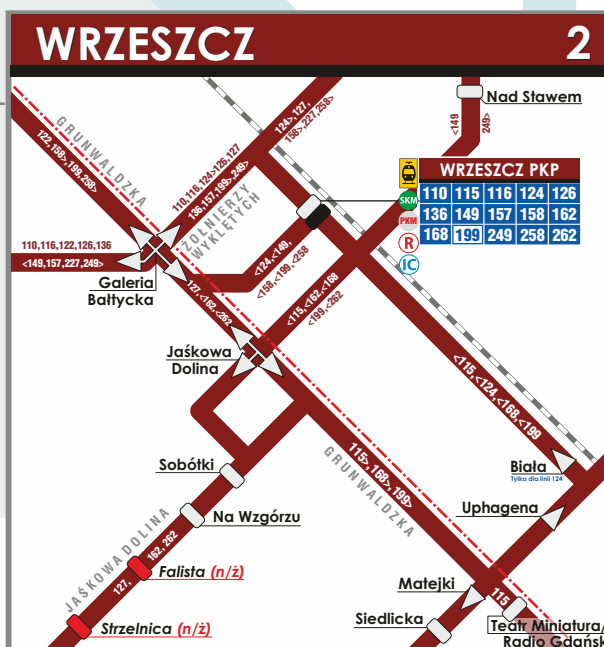 WRZESZCZ 2
Nad Stawem
<149
249>
WRZESZCZ PKP
110 115 116 124 126
136 149 157 158 162
168 199 249 258 262
SKM
PKM
R
IC
124>,127,
158>,227,258>
GRUNWALDZKA
122,158>,199,258>
110,116,124>126,127
136,157,199>,249>
ŻOŁNIERZY
WYKLĘTYCH
110,116,122,126,136
<149,157,227,249>
Galeria
Bałtycka
<124,<149,
<158,<199,<258
127,<162,<262
<115,<162,<168
<199,<262
Jaśkowa
Dolina
<115,<124,<168,<199
Biała
Tylko dla linii 124
Uphagena
115>,168>,199>
GRUNWALDZKA
Sobótki
Na Wzgórzu
JAŚKOWA DOLINA
127, 162,262
Falista (n/ż)
Strzelnica (n/ż)
Matejki
Siedlicka
115
Teatr Miniatura/
Radio Gdańsk